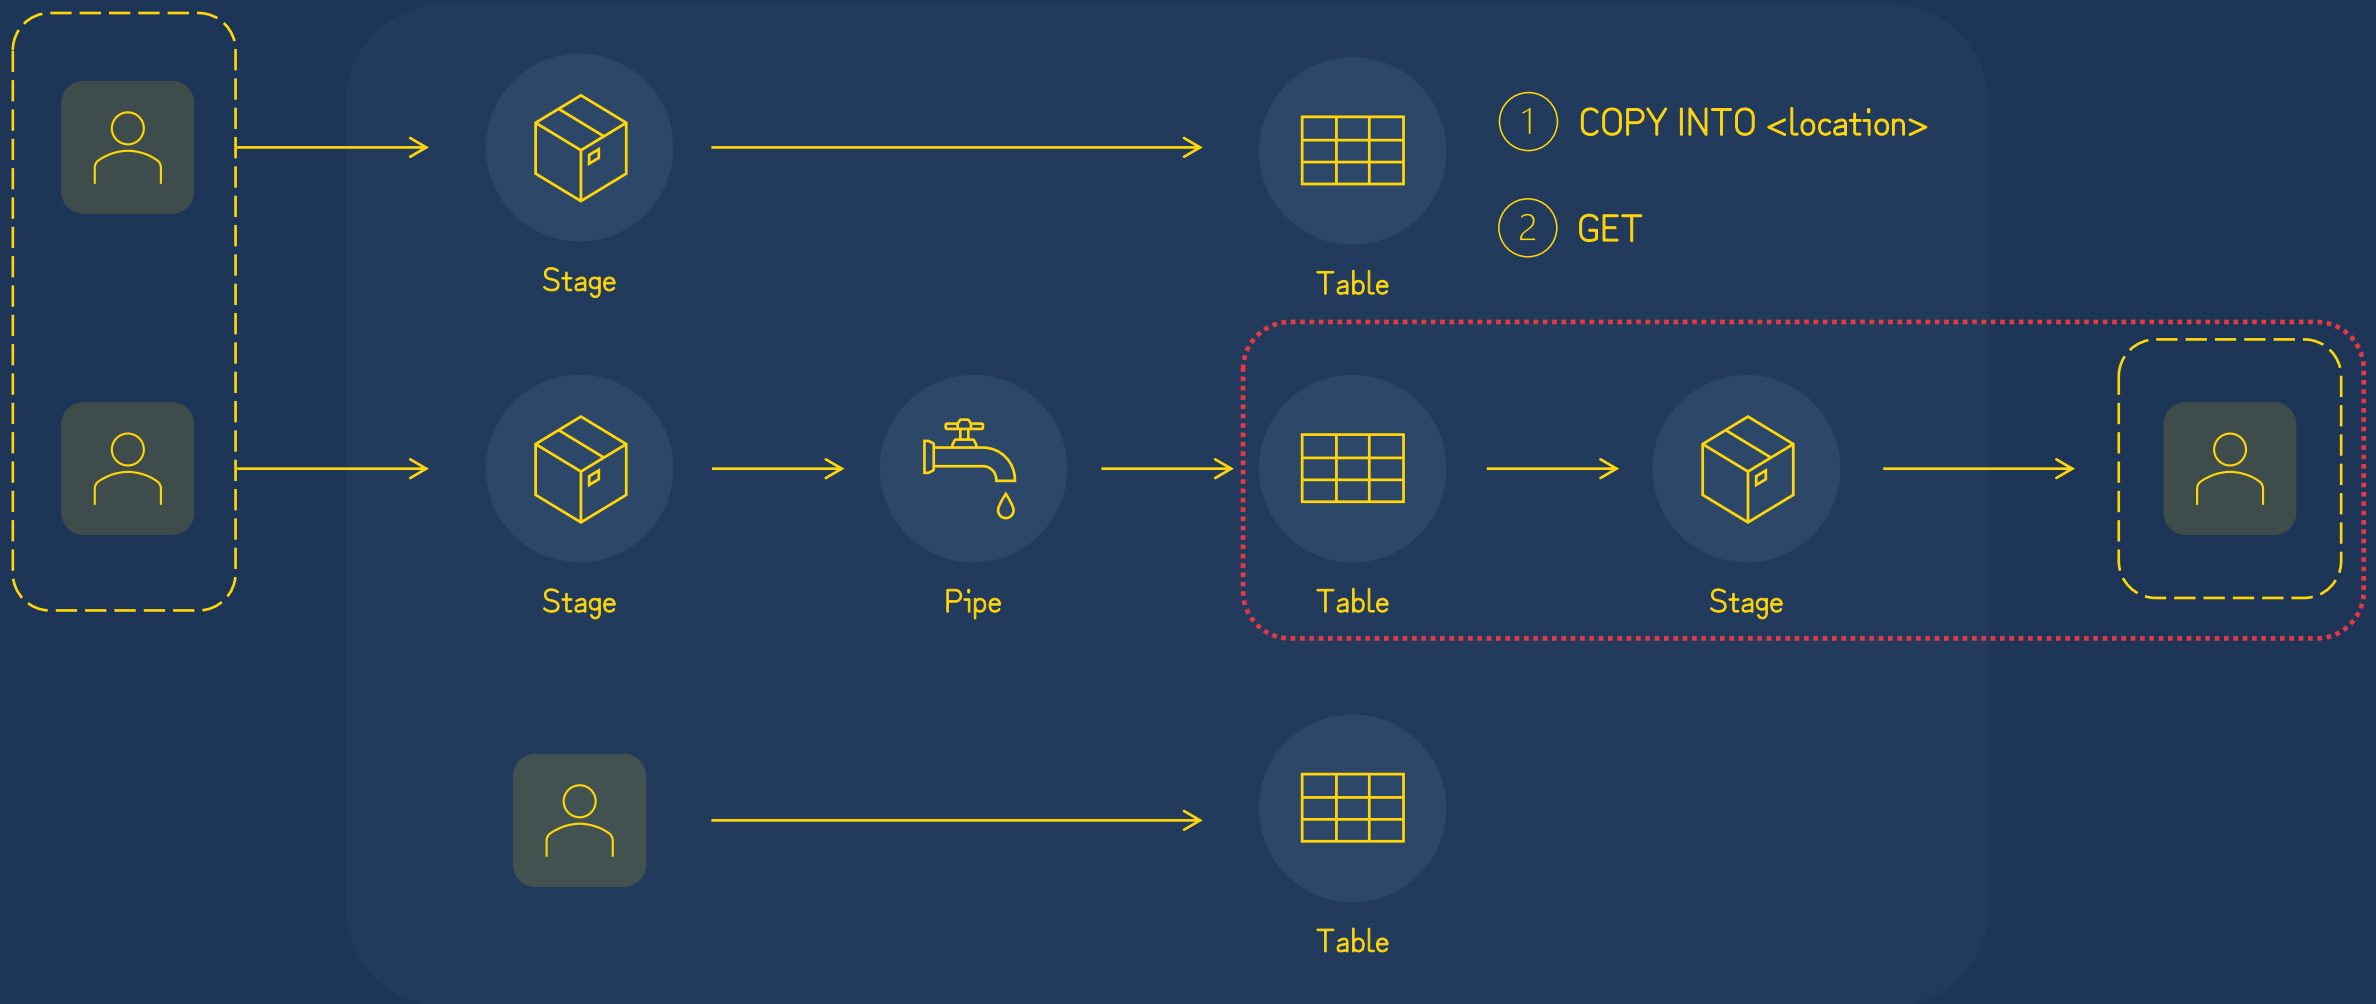 1 COPY INTO <location>
2 GET
Stage
Table
Stage
Pipe
Table
Stage
Table